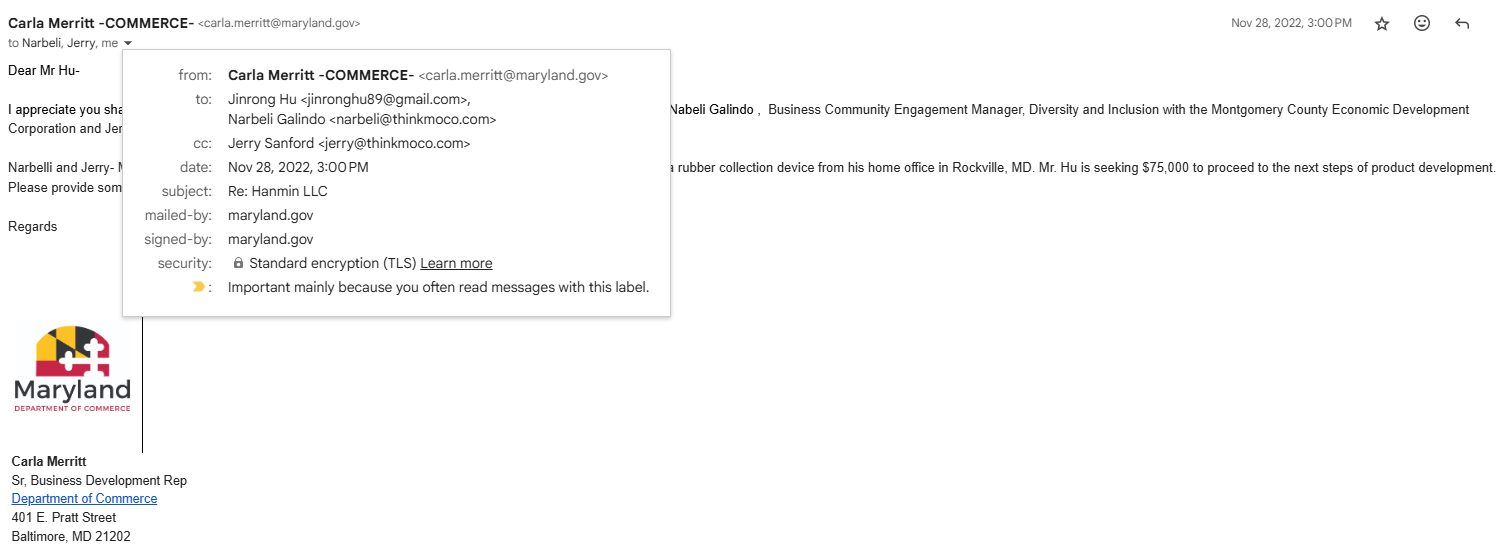 Carla Merritt -COMMERCE- <carla.merritt@maryland.gov>
Nov 28, 2022, 3:00 PM
to Narbeli, Jerry, me
Dear Mr Hu-
from: Carla Merritt -COMMERCE- <carla.merritt@maryland.gov>
to: Jinrong Hu <jinronghu89@gmail.com>,
Narbeli Galindo <narbeli@thinkmoco.com>
cc: Jerry Sanford <jerry@thinkmoco.com>
date: Nov 28, 2022, 3:00 PM
subject: Re: Hanmin LLC
mailed-by: maryland.gov
signed-by: maryland.gov
security: Standard encryption (TLS) Learn more
: Important mainly because you often read messages with this label.
I appreciate you
Nabeli Galindo , Business Community Engagement Manager, Diversity and Inclusion with the Montgomery County Economic Development
Corporation and
Narbelli and Jerry-
rubber collection device from his home office in Rockville, MD. Mr. Hu is seeking $75,000 to proceed to the next steps of product development.
Please provide
Regards
Maryland
DEPARTMENT OF COMMERCE
Carla Merritt
Sr, Business Development Rep
Department of Commerce
401 E. Pratt Street
Baltimore, MD 21202